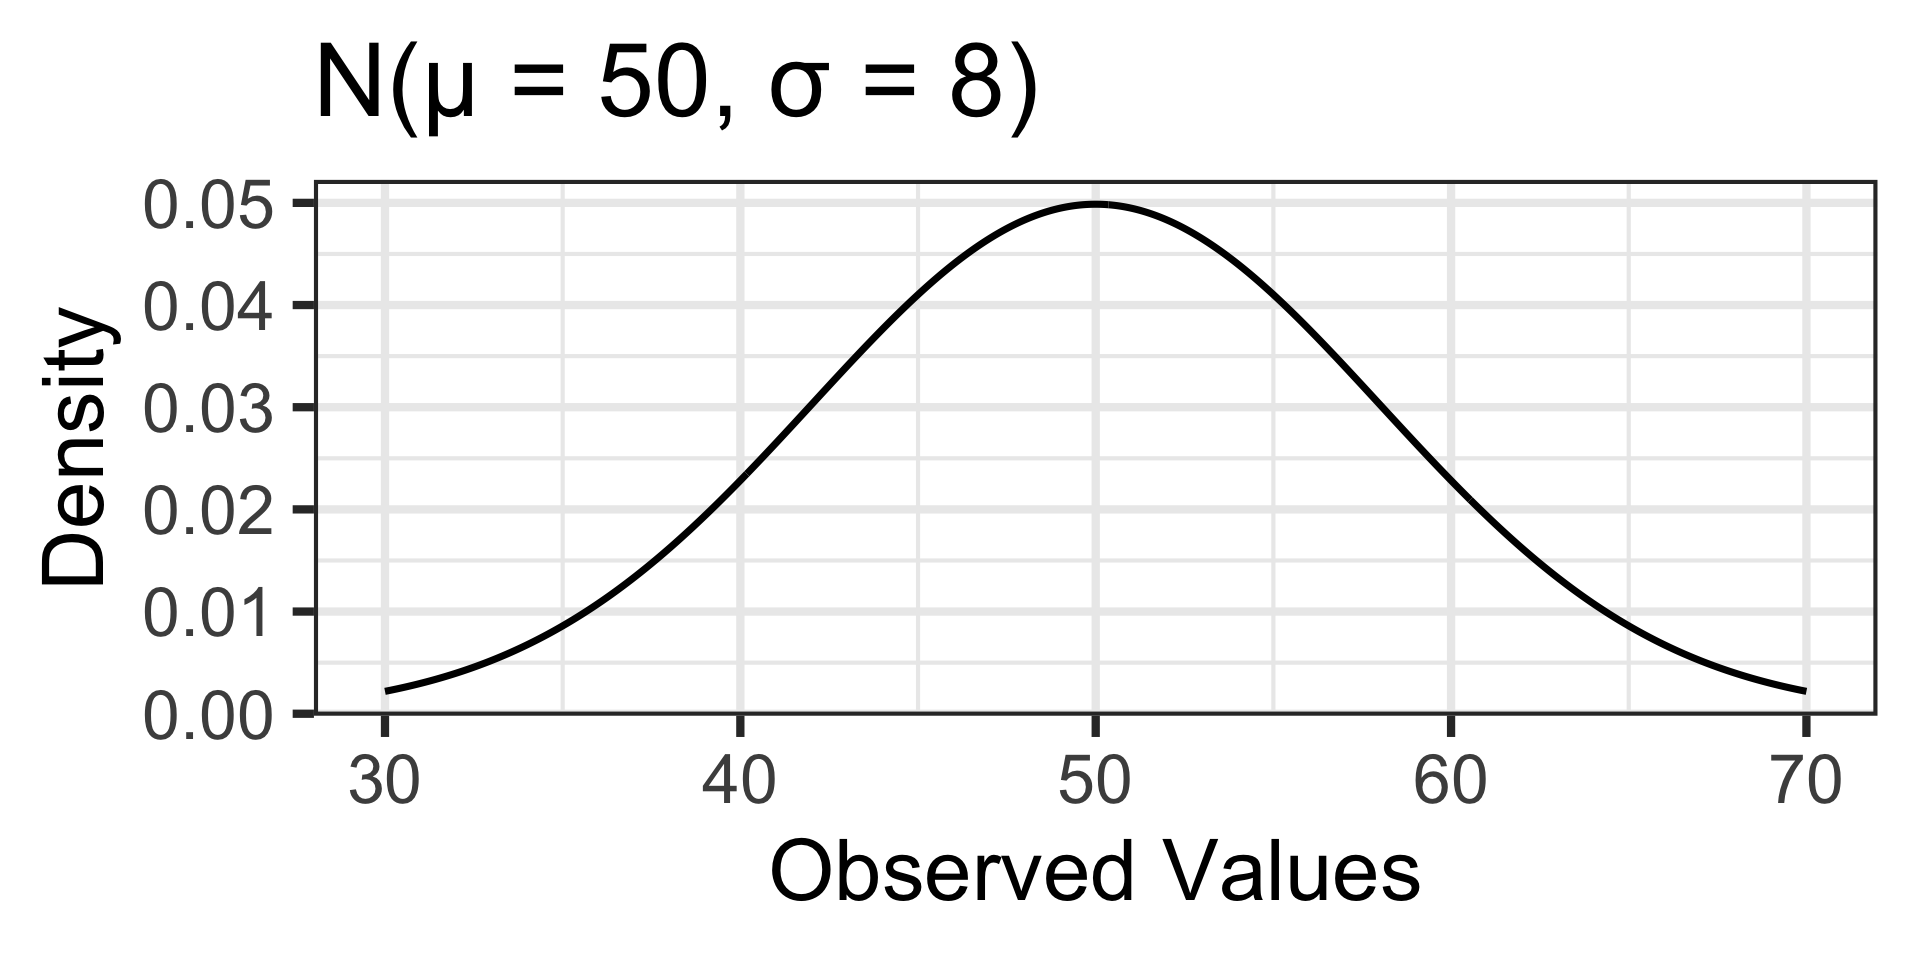 N(μ = 50, σ = 8)
Density
0.05
0.04
0.03
0.02
0.01
0.00
30 40 50 60 70
Observed Values